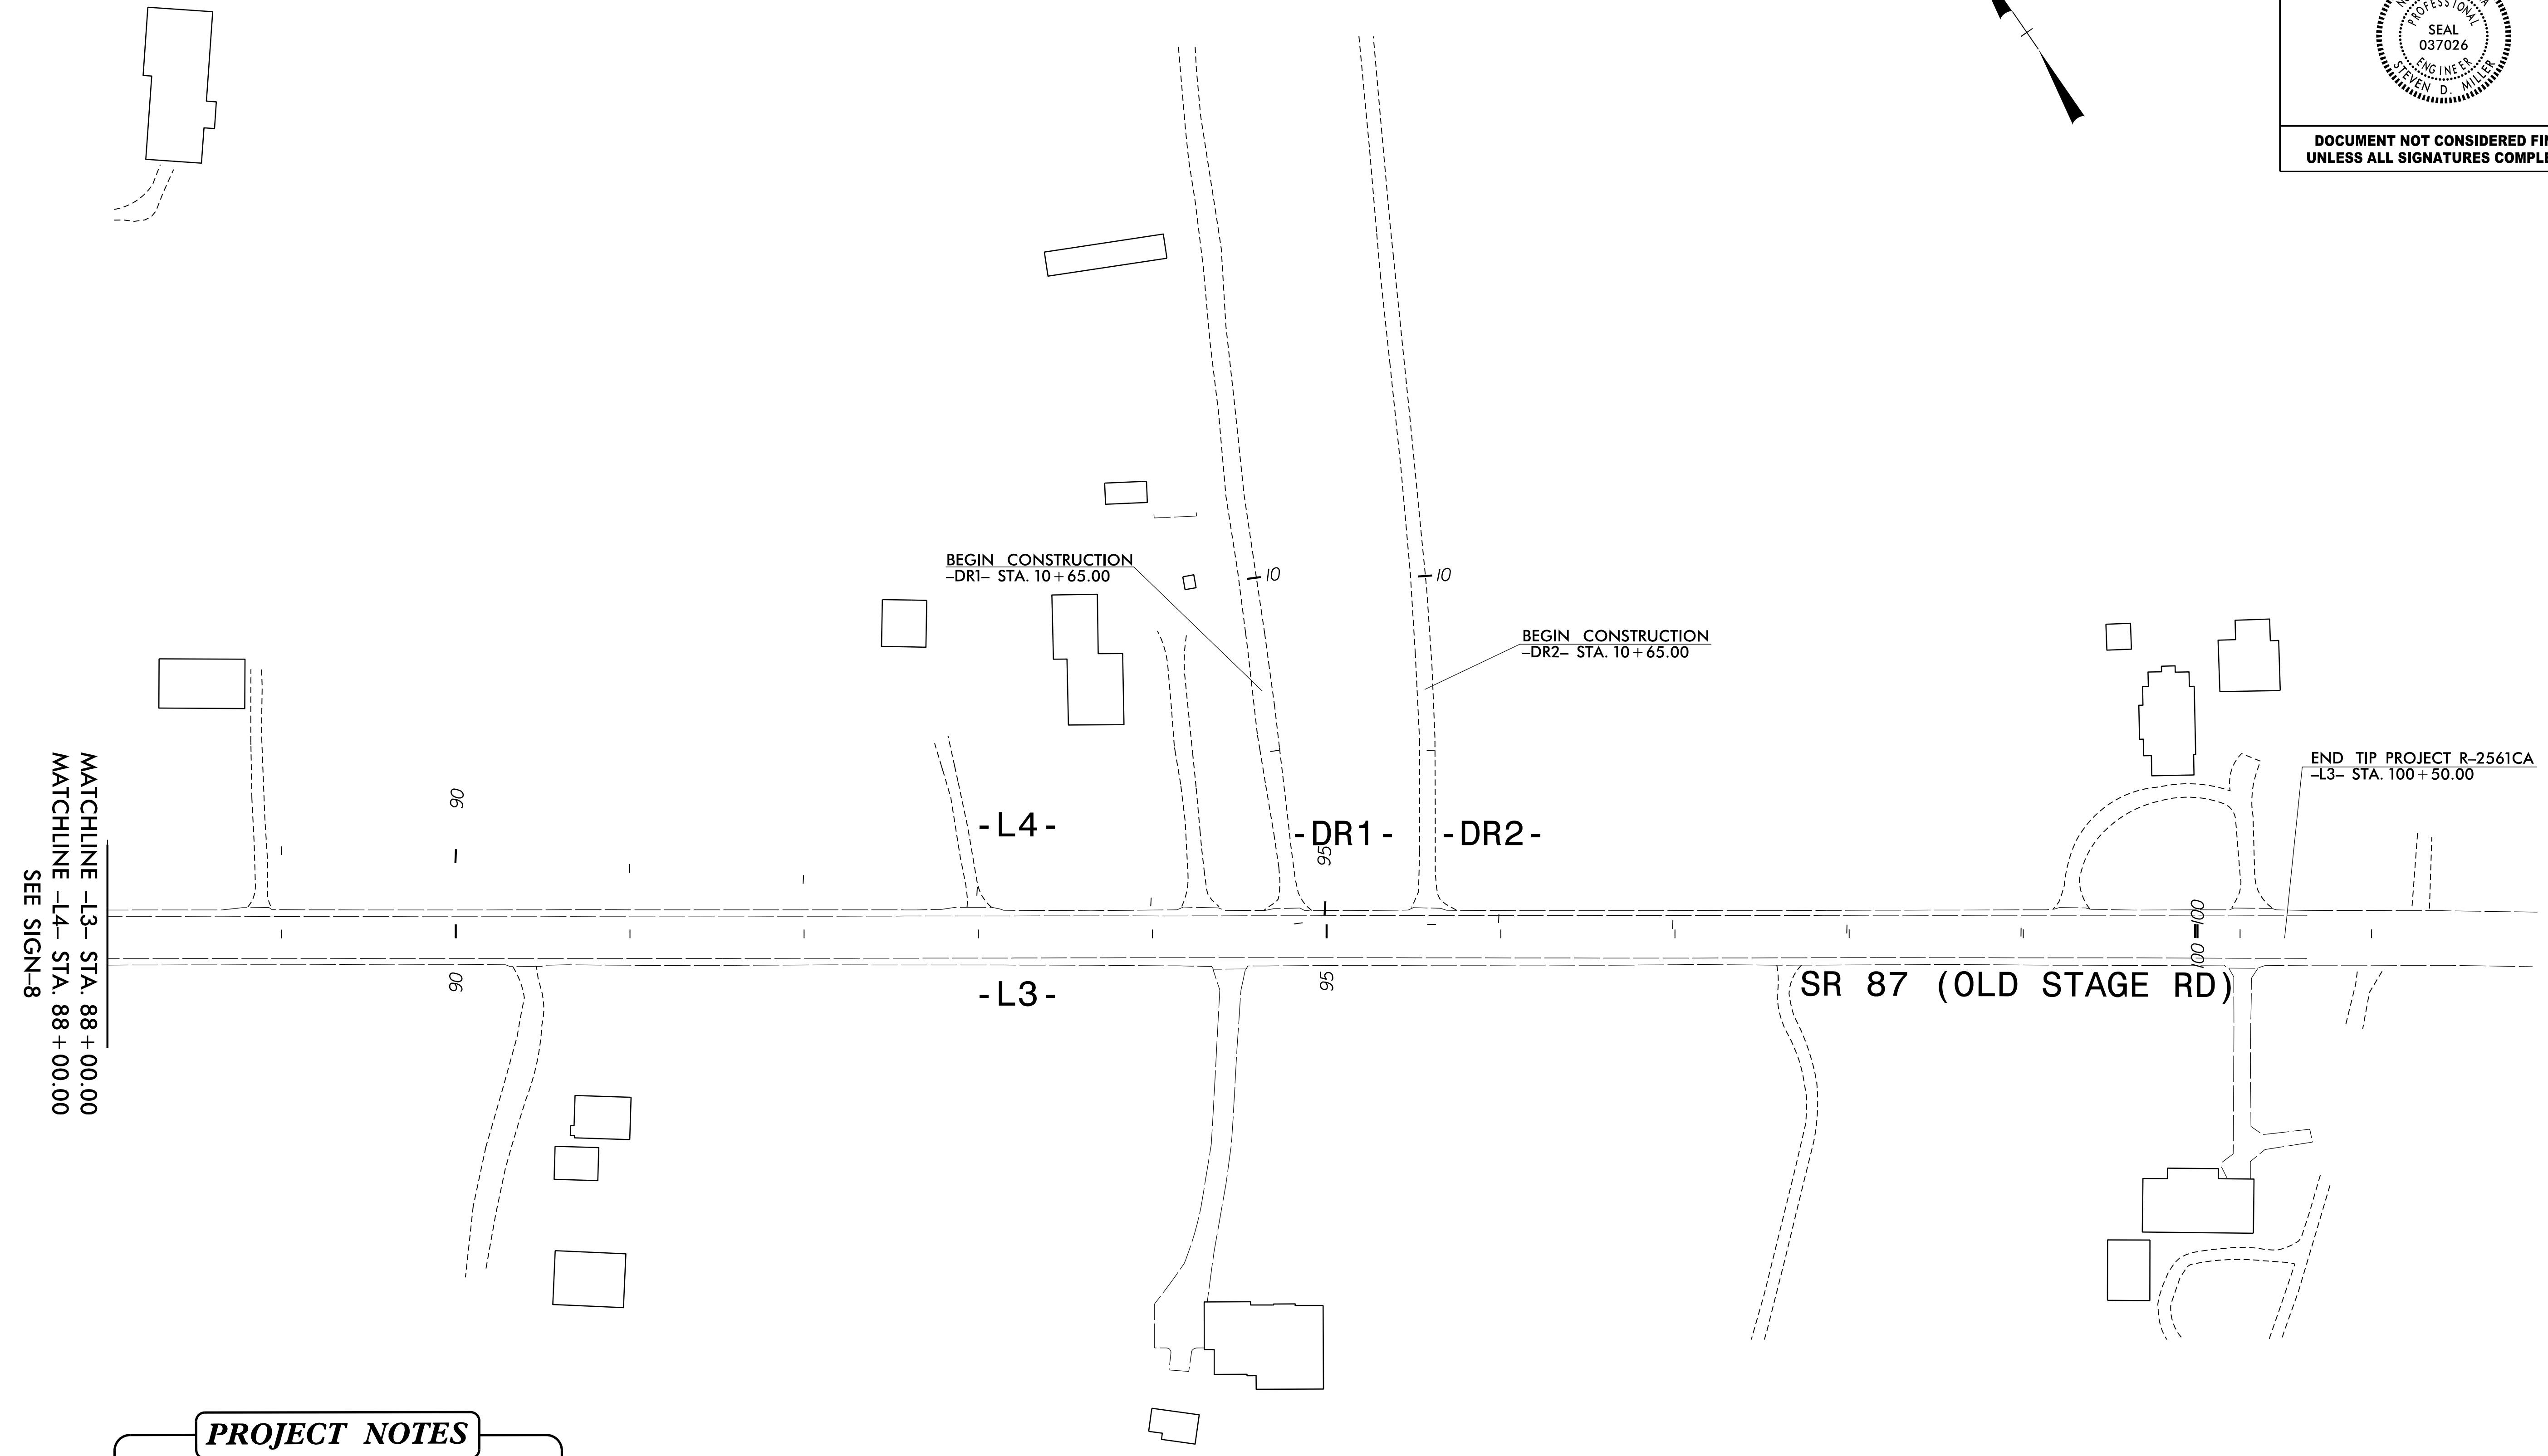 PROFESSIONAL
SEAL
037026
ENGINEER
STEVEN D. MILLER
DOCUMENT NOT CONSIDERED
UNLESS ALL SIGNATURES
BEGIN CONSTRUCTION
–DR1– STA. 10+65.00
10
10
BEGIN CONSTRUCTION
–DR2– STA. 10+65.00
END TIP PROJECT R–2561CA
–L3– STA. 100+50.00
MATCHLINE –L3– STA. 88+00.00
MATCHLINE –L4– STA. 88+00.00
SEE SIGN–8
90
-L4-
-DR1-
-DR2-
95
100
100
90
-L3-
95
SR 87 (OLD STAGE RD)
PROJECT NOTES